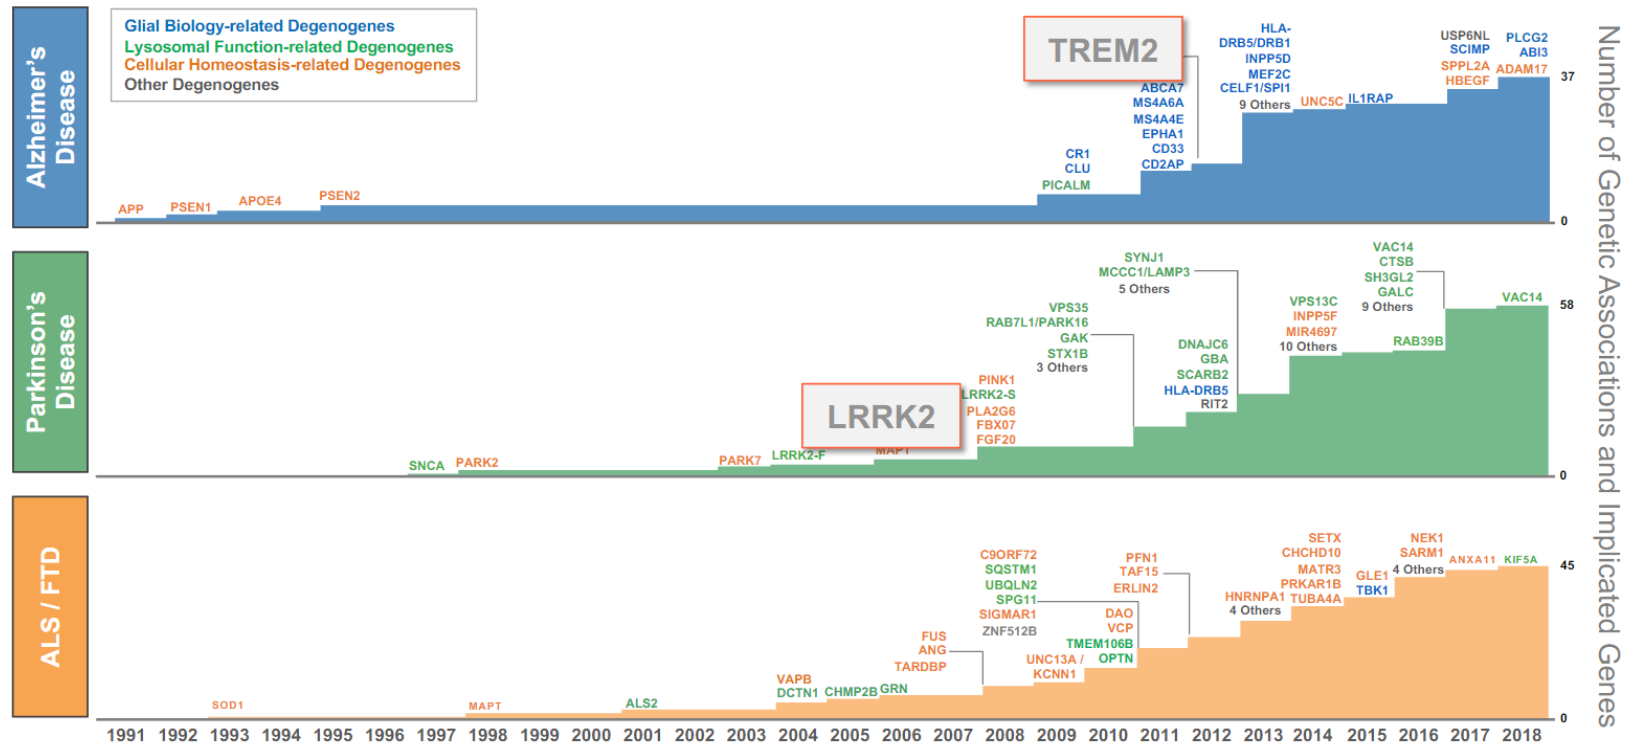 Glial Biology-related Degenogenes
Lysosomal Function-related Degenogenes
Cellular Homeostasis-related Degenogenes
Other Degenogenes
Alzheimer's
Disease
APP
PSEN1
APOE4
PSEN2
CR1
CLU
PICALM
TREM2
ABCA7
MS4A6A
MS4A4E
EPHA1
CD33
CD2AP
HLA-
DRB5/DRB1
INPP5D
MEF2C
CELF1/SPI1
9 Others
UNC5C
IL1RAP
USP6NL
SCIMP
SPPL2A
HBEGF
PLCG2
ABI3
ADAM17
37
0
Parkinson's
Disease
SNCA
PARK2
PARK7
LRRK2-F
LRRK2
MAPT
PINK1
LRRK2-S
PLA2G6
FBX07
FGF20
VPS35
RAB7L1/PARK16
GAK
STX1B
3 Others
SYNJ1
MCCC1/LAMP3
5 Others
DNAJC6
GBA
SCARB2
HLA-DRB5
RIT2
VPS13C
INPP5F
MIR4697
10 Others
VAC14
CTSB
SH3GL2
GALC
9 Others
RAB39B
VAC14
58
0
ALS / FTD
SOD1
MAPT
ALS2
VAPB
DCTN1
CHMP2B
GRN
FUS
ANG
TARDBP
C9ORF72
SQSTM1
UBQLN2
SPG11
SIGMAR1
ZNF512B
UNC13A /
KCNN1
DAO
VCP
TMEM106B
OPTN
PFN1
TAF15
ERLIN2
HNRNPA1
4 Others
SETX
CHCHD10
MATR3
PRKAR1B
TUBA4A
GLE1
TBK1
NEK1
SARM1
4 Others
ANXA11
KIF5A
45
0
1991 1992 1993 1994 1995 1996 1997 1998 1999 2000 2001 2002 2003 2004 2005 2006 2007 2008 2009 2010 2011 2012 2013 2014 2015 2016 2017 2018
Number of Genetic Associations and Implicated Genes